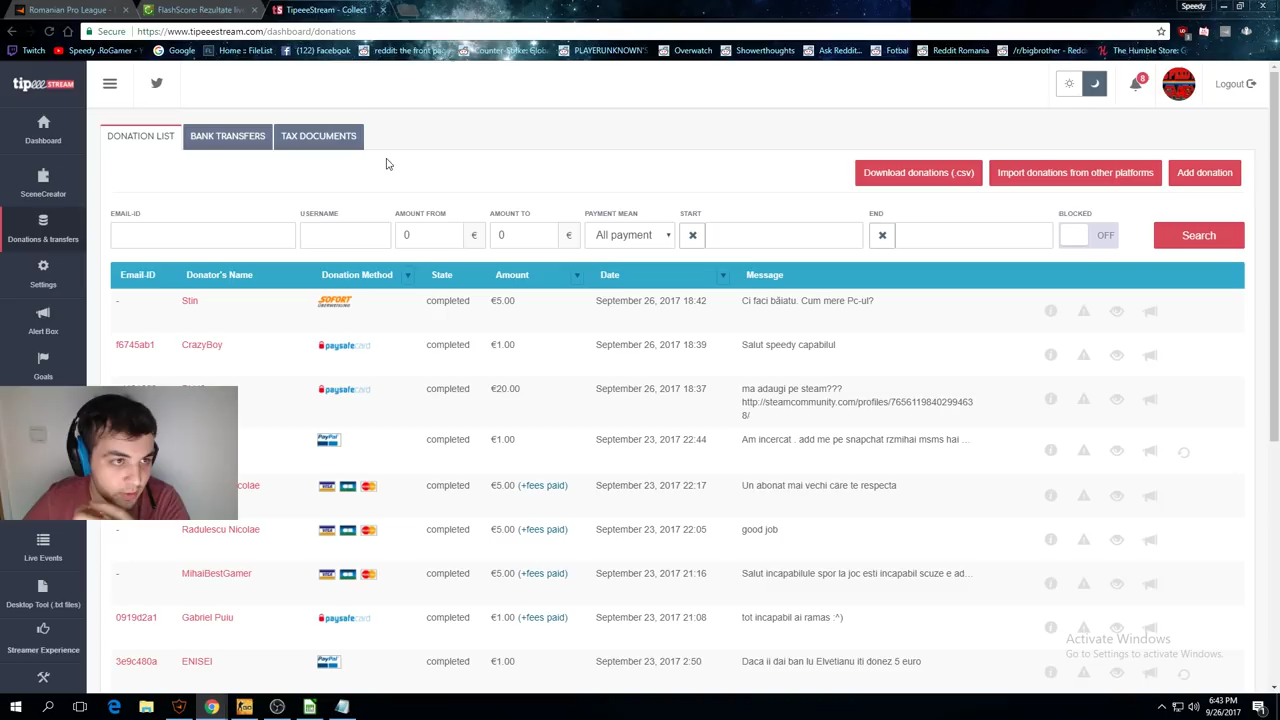 Romanian Pro League -
FlashScore: Rezultate live
TipeeeStream - Collect
Speedy
Secure
https://www.tipeeestream.com/dashboard/donations
Twitch
Speedy .RoGamer - Y
Google
Home :: FileList
(122) Facebook
reddit: the front page
Counter-Strike: Glob
PLAYERUNKNOWN'S
Overwatch
Showerthoughts
Ask Reddit...
Fotbal
Reddit Romania
/r/bigbrother - Redd
The Humble Store: G
tipeee STREAM
8
Logout
Dashboard
SceneCreator
Donations & transfers
Settings
Alert Box
Goals
Live Events
Desktop Tool (.txt files)
Streamer Experience
DONATION LIST
BANK TRANSFERS
TAX DOCUMENTS
Download donations (.csv)
Import donations from other platforms
Add donation
EMAIL-ID
USERNAME
AMOUNT FROM
AMOUNT TO
PAYMENT MEAN
START
END
BLOCKED
0 €
0 €
All payment
OFF
Search
Email-ID Donator's Name Donation Method State Amount Date Message
- Stin SOFORT ÜBERWEISUNG completed €5.00 September 26, 2017 18:42 Ci faci băiatu. Cum mere Pc-ul?
f6745ab1 CrazyBoy paysafecard completed €1.00 September 26, 2017 18:39 Salut speedy capabilul
paysafecard completed €20.00 September 26, 2017 18:37 ma adaugi pe steam???
http://steamcommunity.com/profiles/7656119840299463
8/
PayPal completed €1.00 September 23, 2017 22:44 Am incercat . add me pe snapchat rzmihai msms hai ...
colae VISA completed €5.00 (+fees paid) September 23, 2017 22:17 Un abonat mai vechi care te respecta
- Radulescu Nicolae VISA completed €5.00 (+fees paid) September 23, 2017 22:05 good job
- MihaiBestGamer VISA completed €5.00 (+fees paid) September 23, 2017 21:16 Salut incapabilule spor la joc esti incapabil scuze e ad...
0919d2a1 Gabriel Puiu paysafecard completed €1.00 (+fees paid) September 23, 2017 21:08 tot incapabil ai ramas :^)
3e9c480a ENISEI PayPal completed €1.00 September 23, 2017 2:50 Daca ii dai ban lu Elvetianu iti donez 5 euro
Activate Windows
Go to Settings to activate Windows.
6:43 PM
9/26/2017